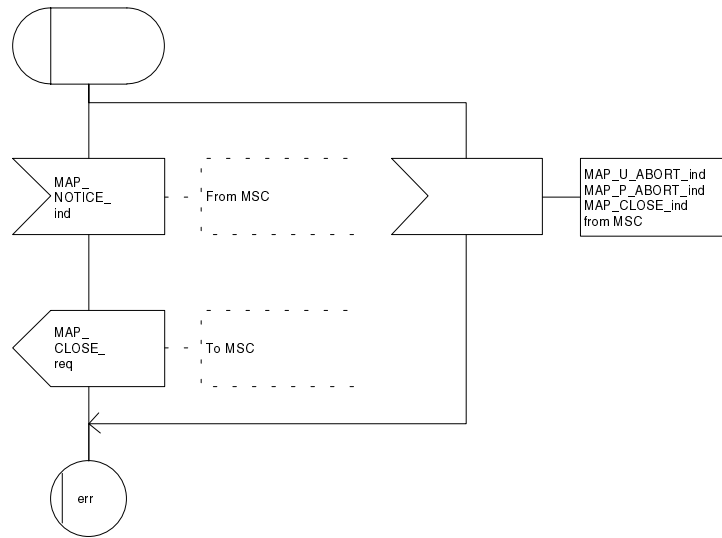 MAP_
NOTICE_
ind
From MSC
MAP_U_ABORT_ind
MAP_P_ABORT_ind
MAP_CLOSE_ind
from MSC
MAP_
CLOSE_
req
To MSC
err